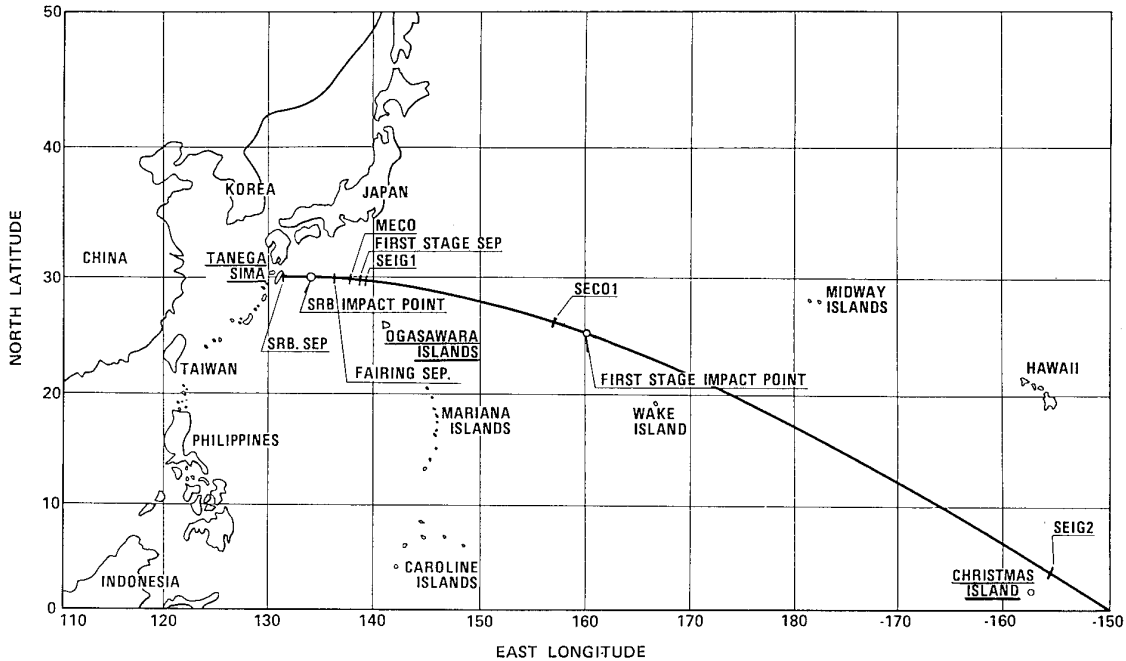 50
40
30
20
10
0
NORTH LATITUDE
KOREA
JAPAN
CHINA
TANEGA
SIMA
MECO
FIRST STAGE SEP
SEIG1
SRB IMPACT POINT
SECO1
MIDWAY
ISLANDS
OGASAWARA
ISLANDS
SRB. SEP
FAIRING SEP.
TAIWAN
FIRST STAGE IMPACT POINT
HAWAII
MARIANA
ISLANDS
WAKE
ISLAND
PHILIPPINES
SEIG2
CAROLINE
ISLANDS
INDONESIA
CHRISTMAS
ISLAND
110 120 130 140 150 160 170 180 -170 -160 -150
EAST LONGITUDE